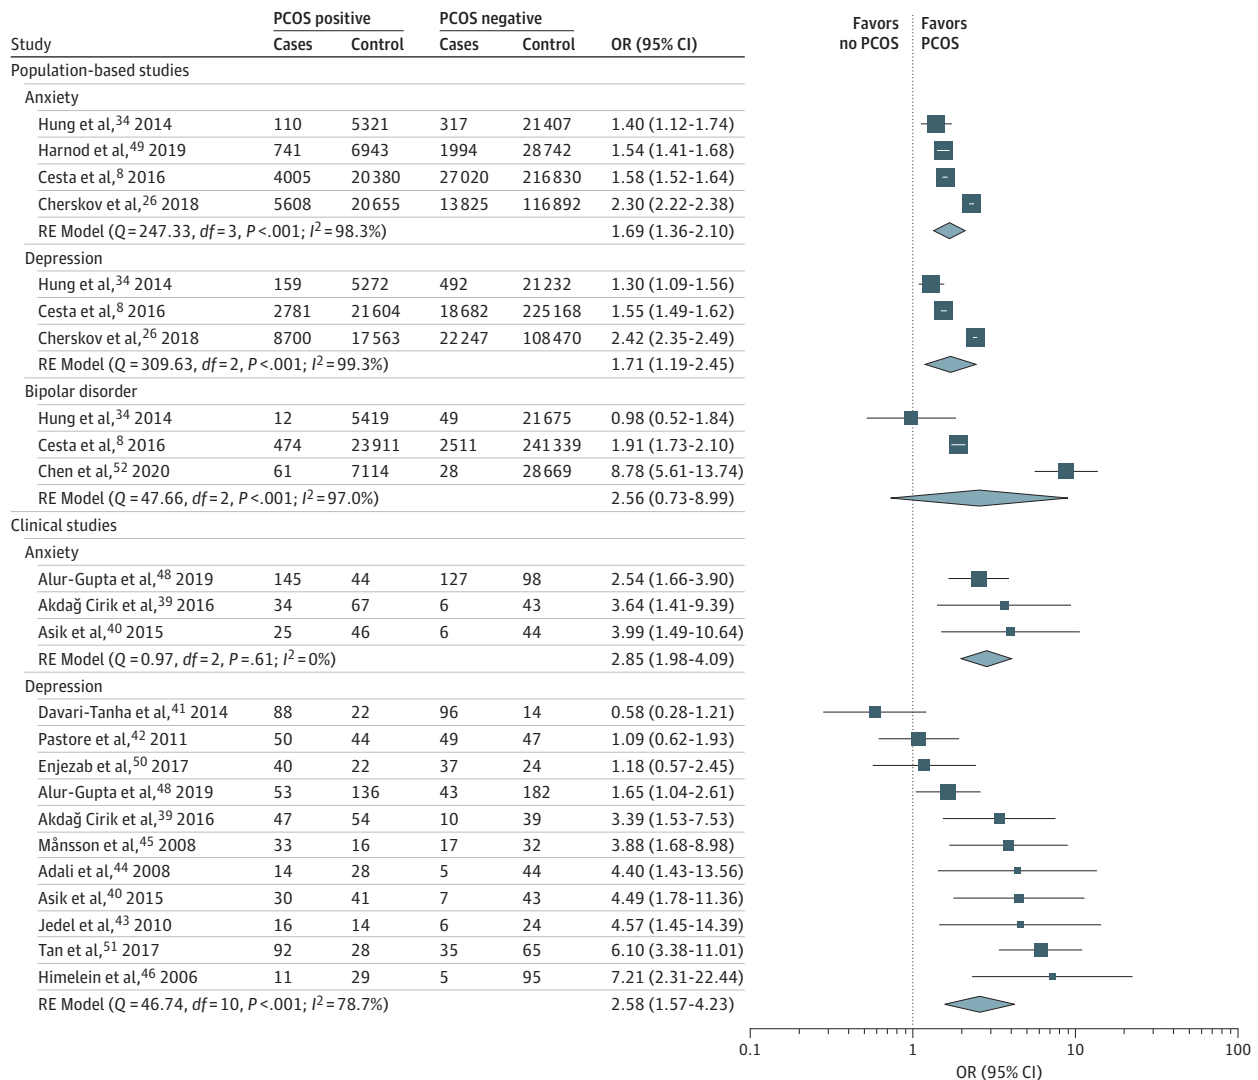 PCOS positive PCOS negative Favors no PCOS Favors PCOS
Study Cases Control Cases Control OR (95% CI)
Population-based studies
Anxiety
Hung et al,34 2014 110 5321 317 21407 1.40 (1.12-1.74)
Harnod et al,49 2019 741 6943 1994 28742 1.54 (1.41-1.68)
Cesta et al,8 2016 4005 20380 27020 216830 1.58 (1.52-1.64)
Cherskov et al,26 2018 5608 20655 13825 116892 2.30 (2.22-2.38)
RE Model (Q=247.33, df=3, P<.001; I2=98.3%) 1.69 (1.36-2.10)
Depression
Hung et al,34 2014 159 5272 492 21232 1.30 (1.09-1.56)
Cesta et al,8 2016 2781 21604 18682 225168 1.55 (1.49-1.62)
Cherskov et al,26 2018 8700 17563 22247 108470 2.42 (2.35-2.49)
RE Model (Q=309.63, df=2, P<.001; I2=99.3%) 1.71 (1.19-2.45)
Bipolar disorder
Hung et al,34 2014 12 5419 49 21675 0.98 (0.52-1.84)
Cesta et al,8 2016 474 23911 2511 241339 1.91 (1.73-2.10)
Chen et al,52 2020 61 7114 28 28669 8.78 (5.61-13.74)
RE Model (Q=47.66, df=2, P<.001; I2=97.0%) 2.56 (0.73-8.99)
Clinical studies
Anxiety
Alur-Gupta et al,48 2019 145 44 127 98 2.54 (1.66-3.90)
Akdağ Cirik et al,39 2016 34 67 6 43 3.64 (1.41-9.39)
Asik et al,40 2015 25 46 6 44 3.99 (1.49-10.64)
RE Model (Q=0.97, df=2, P=.61; I2=0%) 2.85 (1.98-4.09)
Depression
Davari-Tanha et al,41 2014 88 22 96 14 0.58 (0.28-1.21)
Pastore et al,42 2011 50 44 49 47 1.09 (0.62-1.93)
Enjezab et al,50 2017 40 22 37 24 1.18 (0.57-2.45)
Alur-Gupta et al,48 2019 53 136 43 182 1.65 (1.04-2.61)
Akdağ Cirik et al,39 2016 47 54 10 39 3.39 (1.53-7.53)
Månsson et al,45 2008 33 16 17 32 3.88 (1.68-8.98)
Adali et al,44 2008 14 28 5 44 4.40 (1.43-13.56)
Asik et al,40 2015 30 41 7 43 4.49 (1.78-11.36)
Jedel et al,43 2010 16 14 6 24 4.57 (1.45-14.39)
Tan et al,51 2017 92 28 35 65 6.10 (3.38-11.01)
Himelein et al,46 2006 11 29 5 95 7.21 (2.31-22.44)
RE Model (Q=46.74, df=10, P<.001; I2=78.7%) 2.58 (1.57-4.23)
0.1 1 10 100
OR (95% CI)